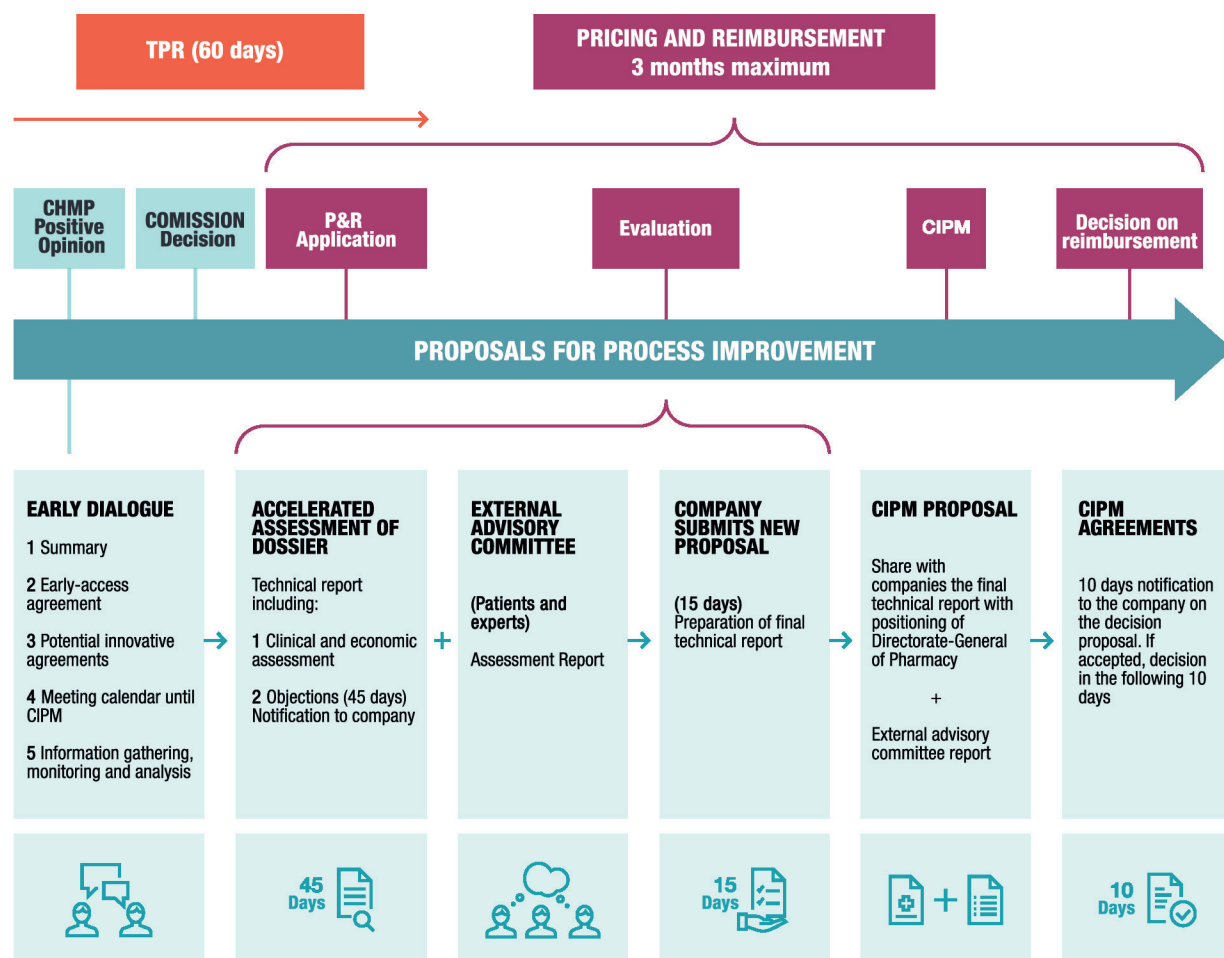 TPR (60 days)
PRICING AND REIMBURSEMENT
3 months maximum
CHMP
Positive
Opinion
COMISSION
Decision
P&R
Application
Evaluation
CIPM
Decision on
reimbursement
PROPOSALS FOR PROCESS IMPROVEMENT
EARLY DIALOGUE
1 Summary
2 Early-access
agreement
3 Potential innovative
agreements
4 Meeting calendar until
CIPM
5 Information gathering,
monitoring and analysis
ACCELERATED
ASSESSMENT OF
DOSSIER
Technical report
including:
1 Clinical and economic
assessment
2 Objections (45 days)
Notification to company
+
EXTERNAL
ADVISORY
COMMITTEE
(Patients and
experts)
Assessment Report
COMPANY
SUBMITS NEW
PROPOSAL
(15 days)
Preparation of final
technical report
CIPM PROPOSAL
Share with
companies the final
technical report with
positioning of
Directorate-General
of Pharmacy
+
External advisory
committee report
CIPM
AGREEMENTS
10 days notification
to the company on
the decision
proposal. If
accepted, decision
in the following 10
days
45
Days
15
Days
+
10
Days